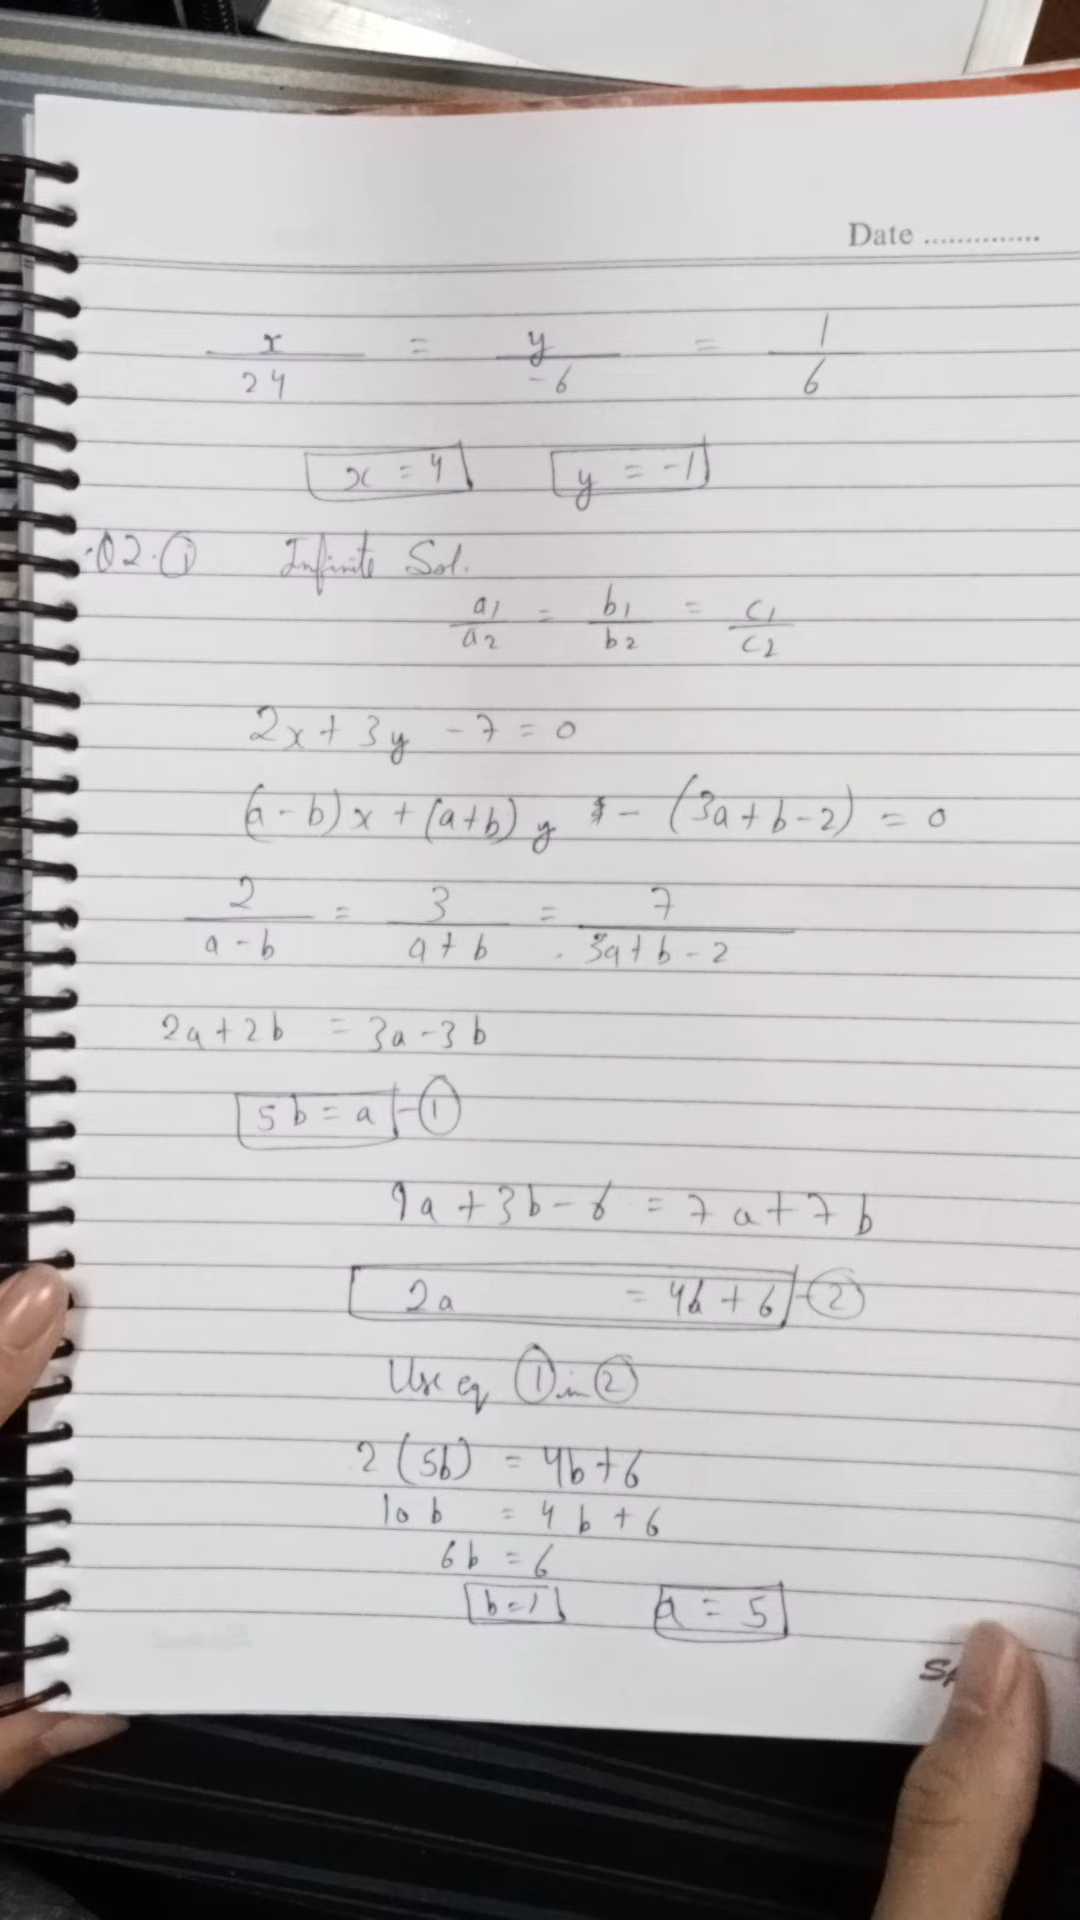 Date ..............
x/24 = y/-6 = 1/6
x = 4 y = -1
Q2. ① Infinite Sol.
a1/a2 = b1/b2 = c1/c2
2x + 3y - 7 = 0
(a - b) x + (a+b) y - (3a + b - 2) = 0
2/(a - b) = 3/(a + b) = 7/(3a + b - 2)
2a + 2b = 3a - 3b
5b = a - ①
9a + 3b - 6 = 7a + 7b
2a = 4b + 6 - ②
Use eq ① in ②
2 (5b) = 4b + 6
10b = 4b + 6
6b = 6
b = 1 a = 5